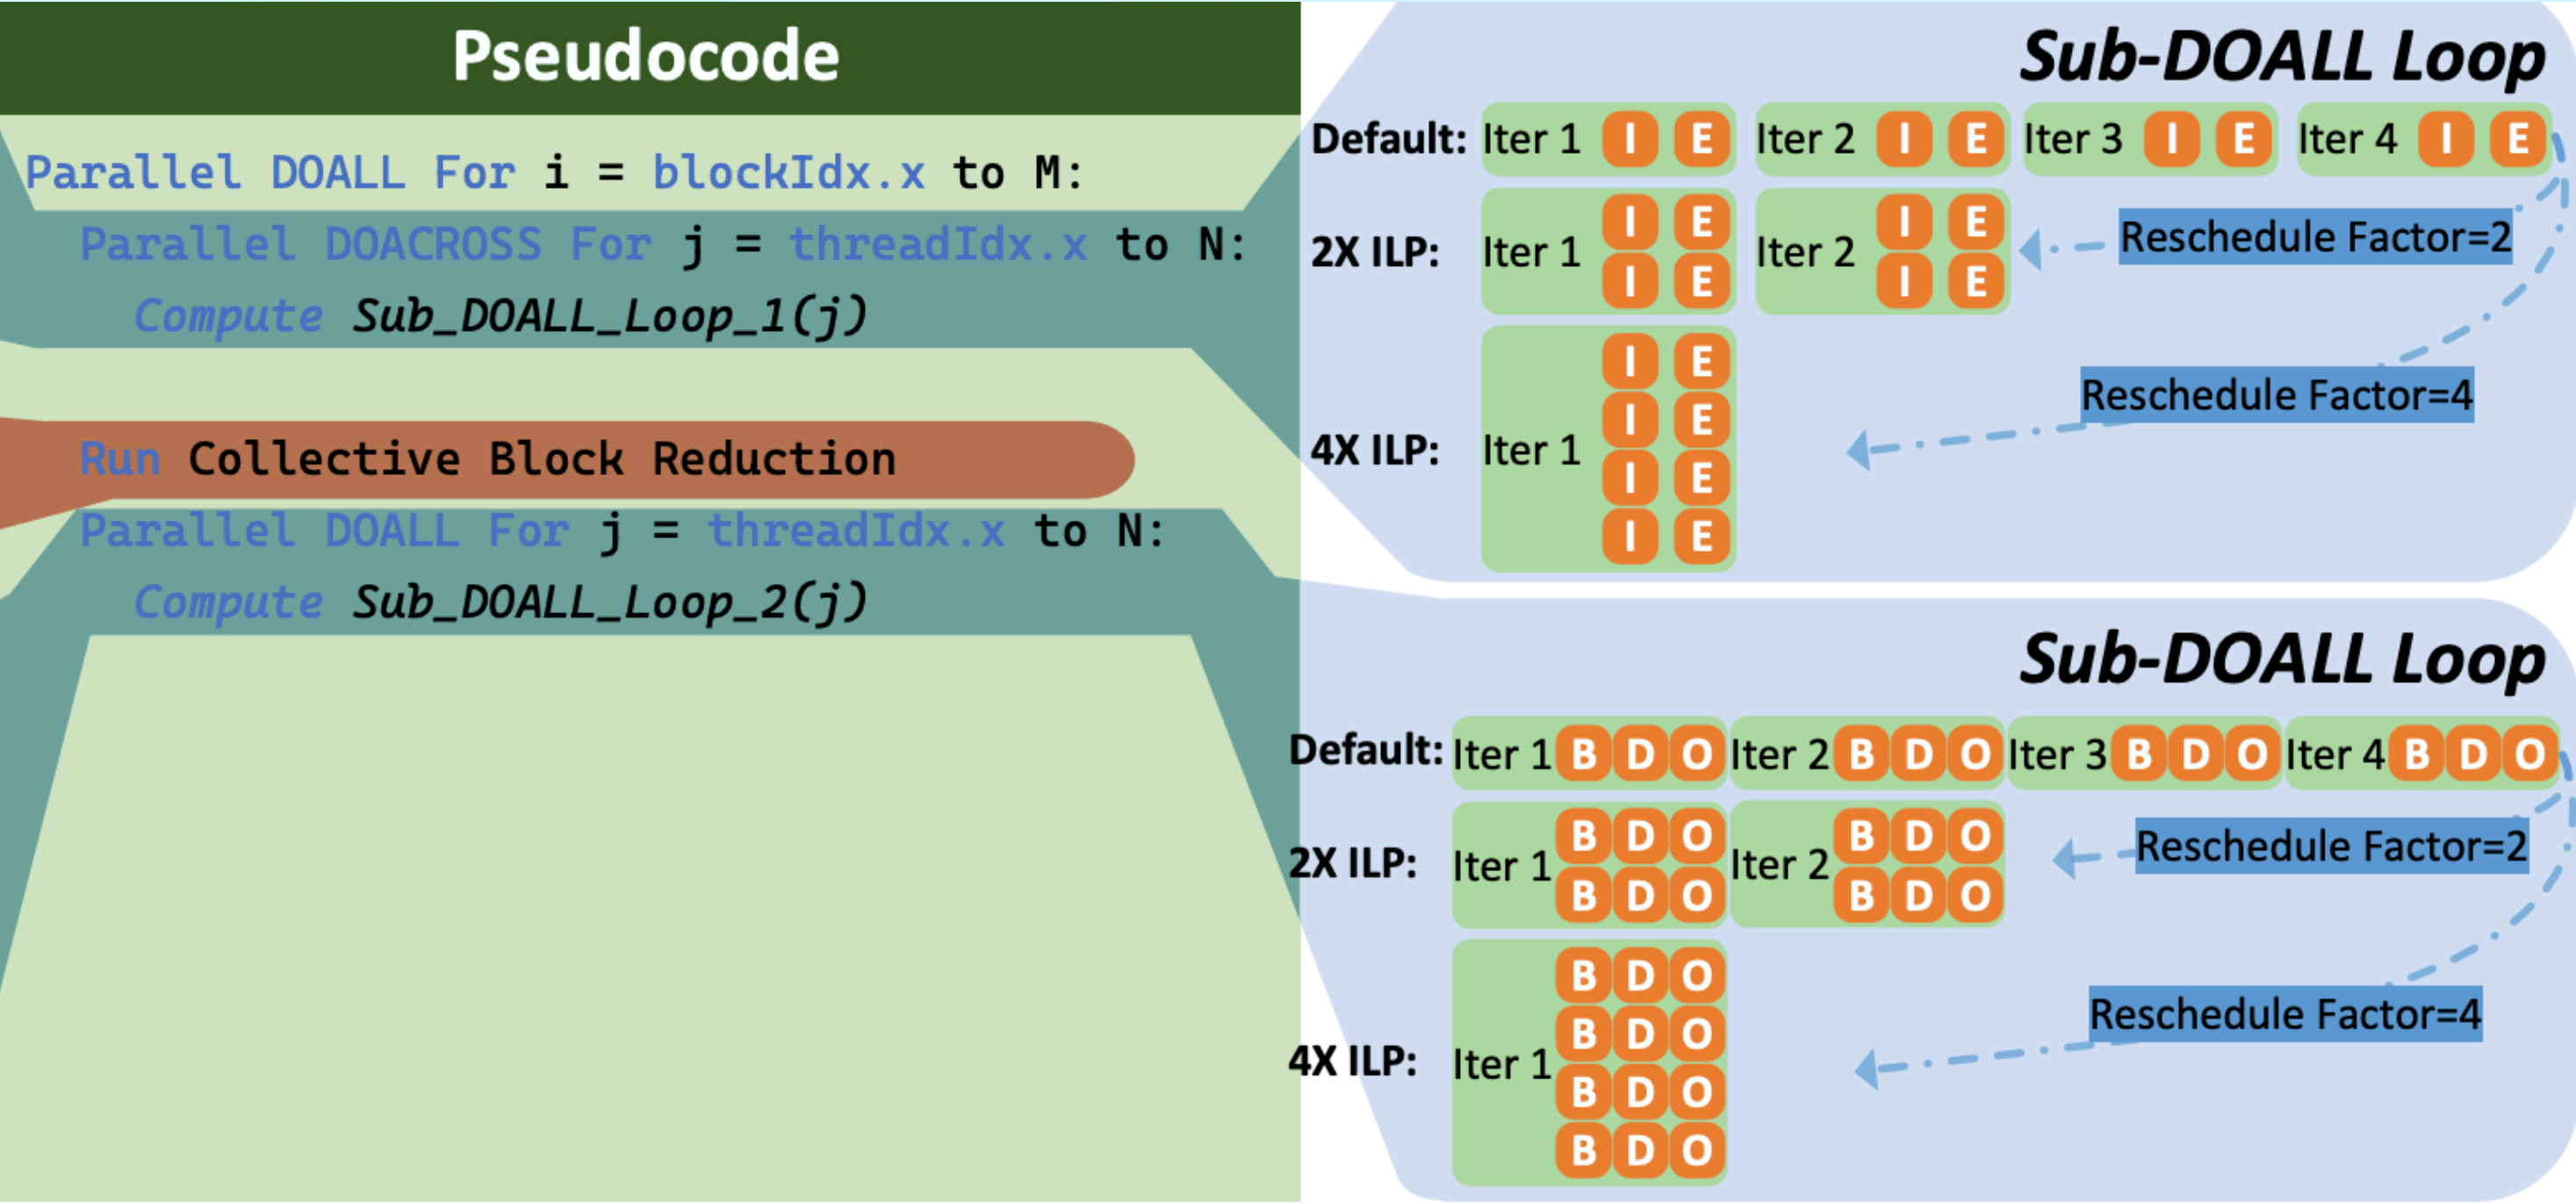 Pseudocode
Parallel DOALL For i = blockIdx.x to M:
Parallel DOACROSS For j = threadIdx.x to N:
Compute Sub_DOALL_Loop_1(j)
Run Collective Block Reduction
Parallel DOALL For j = threadIdx.x to N:
Compute Sub_DOALL_Loop_2(j)
Sub-DOALL Loop
Default: Iter 1 I E Iter 2 I E Iter 3 I E Iter 4 I E
2X ILP: Iter 1 I E I E Iter 2 I E I E
Reschedule Factor=2
4X ILP: Iter 1 I E I E I E I E
Reschedule Factor=4
Sub-DOALL Loop
Default: Iter 1 B D O Iter 2 B D O Iter 3 B D O Iter 4 B D O
2X ILP: Iter 1 B D O B D O Iter 2 B D O B D O
Reschedule Factor=2
4X ILP: Iter 1 B D O B D O B D O B D O
Reschedule Factor=4